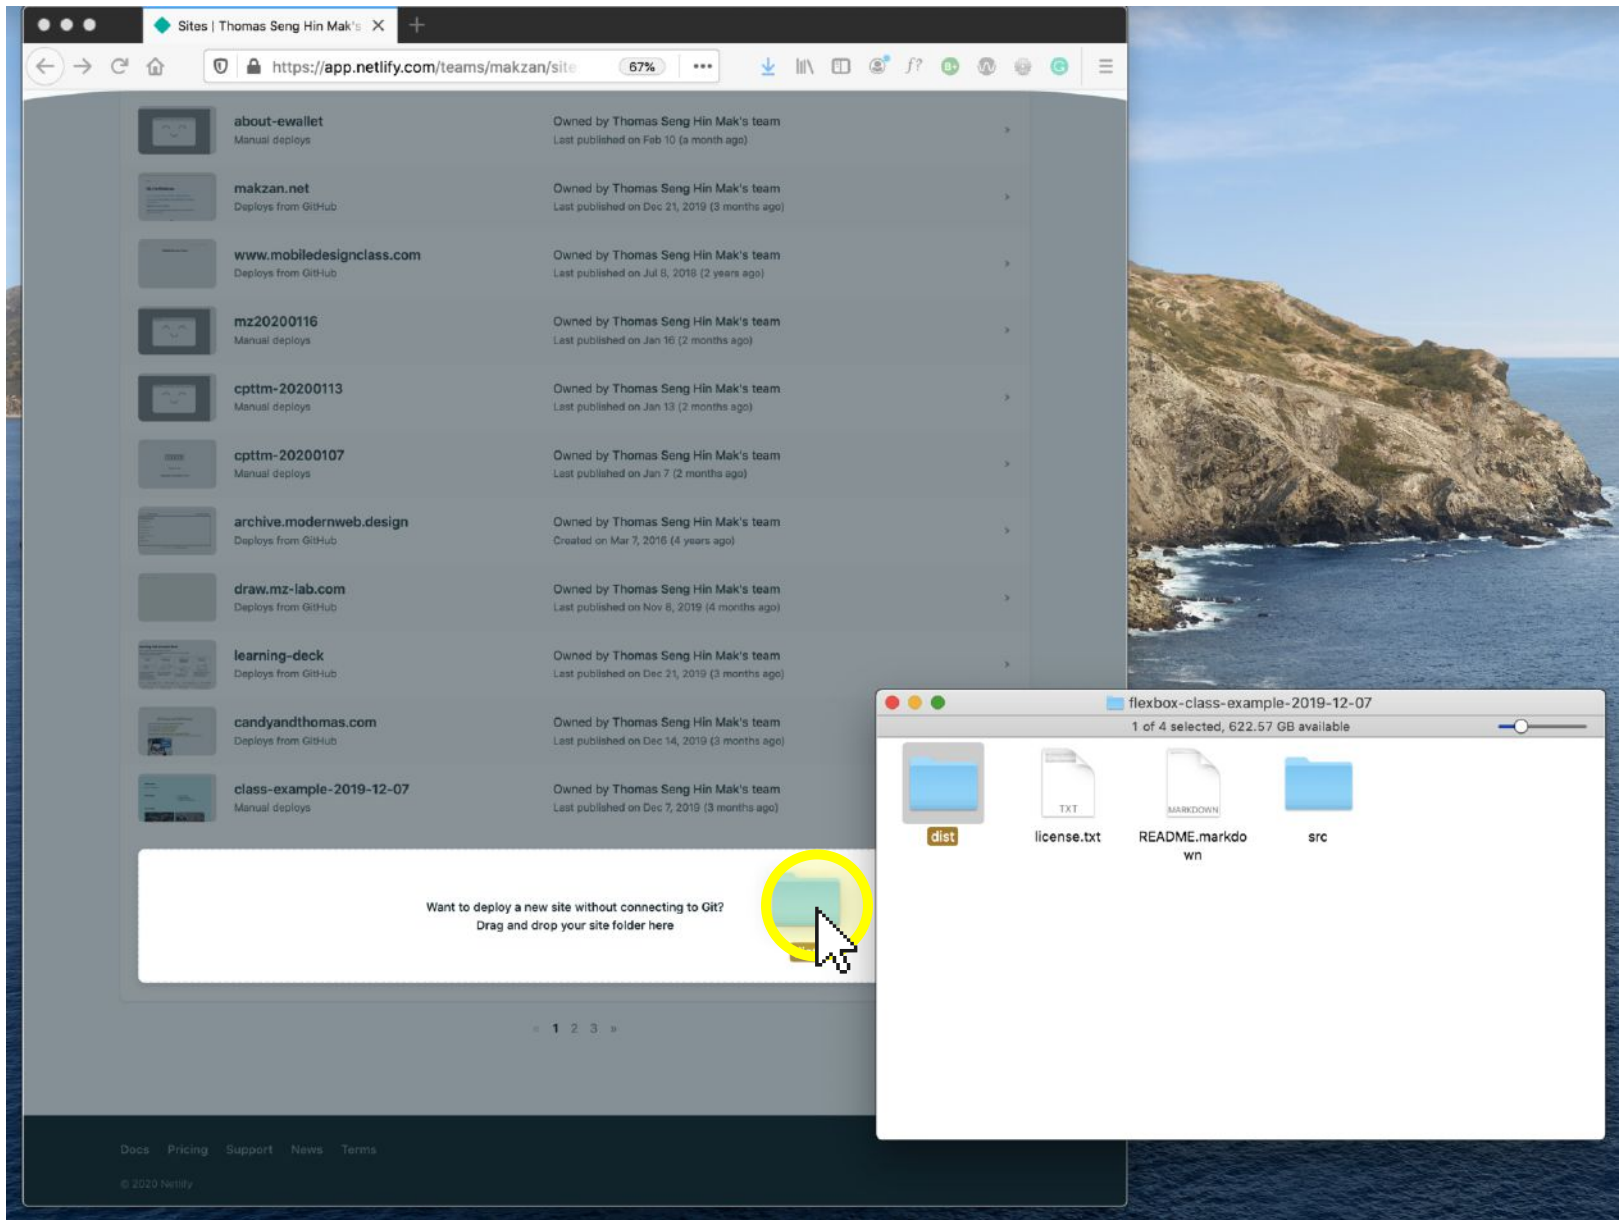 Sites | Thomas Seng Hin Mak's
https://app.netlify.com/teams/makzan/site
67%
about-ewallet
Manual deploys
Owned by Thomas Seng Hin Mak's team
Last published on Feb 10 (a month ago)
makzan.net
Deploys from GitHub
Owned by Thomas Seng Hin Mak's team
Last published on Dec 21, 2019 (3 months ago)
www.mobiledesignclass.com
Deploys from GitHub
Owned by Thomas Seng Hin Mak's team
Last published on Jul 8, 2018 (2 years ago)
mz20200116
Manual deploys
Owned by Thomas Seng Hin Mak's team
Last published on Jan 16 (2 months ago)
cpttm-20200113
Manual deploys
Owned by Thomas Seng Hin Mak's team
Last published on Jan 13 (2 months ago)
cpttm-20200107
Manual deploys
Owned by Thomas Seng Hin Mak's team
Last published on Jan 7 (2 months ago)
archive.modernweb.design
Deploys from GitHub
Owned by Thomas Seng Hin Mak's team
Created on Mar 7, 2016 (4 years ago)
draw.mz-lab.com
Deploys from GitHub
Owned by Thomas Seng Hin Mak's team
Last published on Nov 8, 2019 (4 months ago)
learning-deck
Deploys from GitHub
Owned by Thomas Seng Hin Mak's team
Last published on Dec 21, 2019 (3 months ago)
candyandthomas.com
Deploys from GitHub
Owned by Thomas Seng Hin Mak's team
Last published on Dec 14, 2019 (3 months ago)
class-example-2019-12-07
Manual deploys
Owned by Thomas Seng Hin Mak's team
Last published on Dec 7, 2019 (3 months ago)
Want to deploy a new site without connecting to Git?
Drag and drop your site folder here
« 1 2 3 »
Docs Pricing Support News Terms
© 2020 Netlify
flexbox-class-example-2019-12-07
1 of 4 selected, 622.57 GB available
TXT
MARKDOWN
dist
license.txt
README.markdo
wn
src